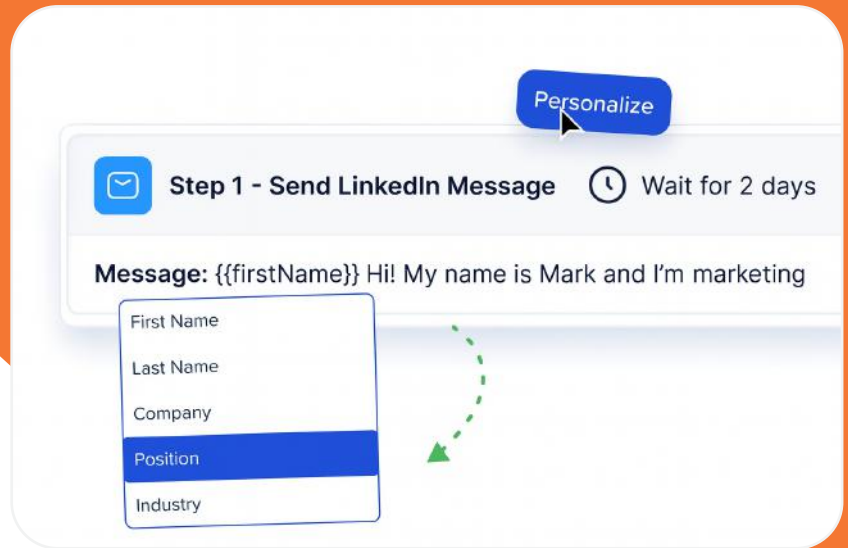 Personalize
Step 1 - Send LinkedIn Message Wait for 2 days
Message: {{firstName}} Hi! My name is Mark and I'm marketing
First Name
Last Name
Company
Position
Industry